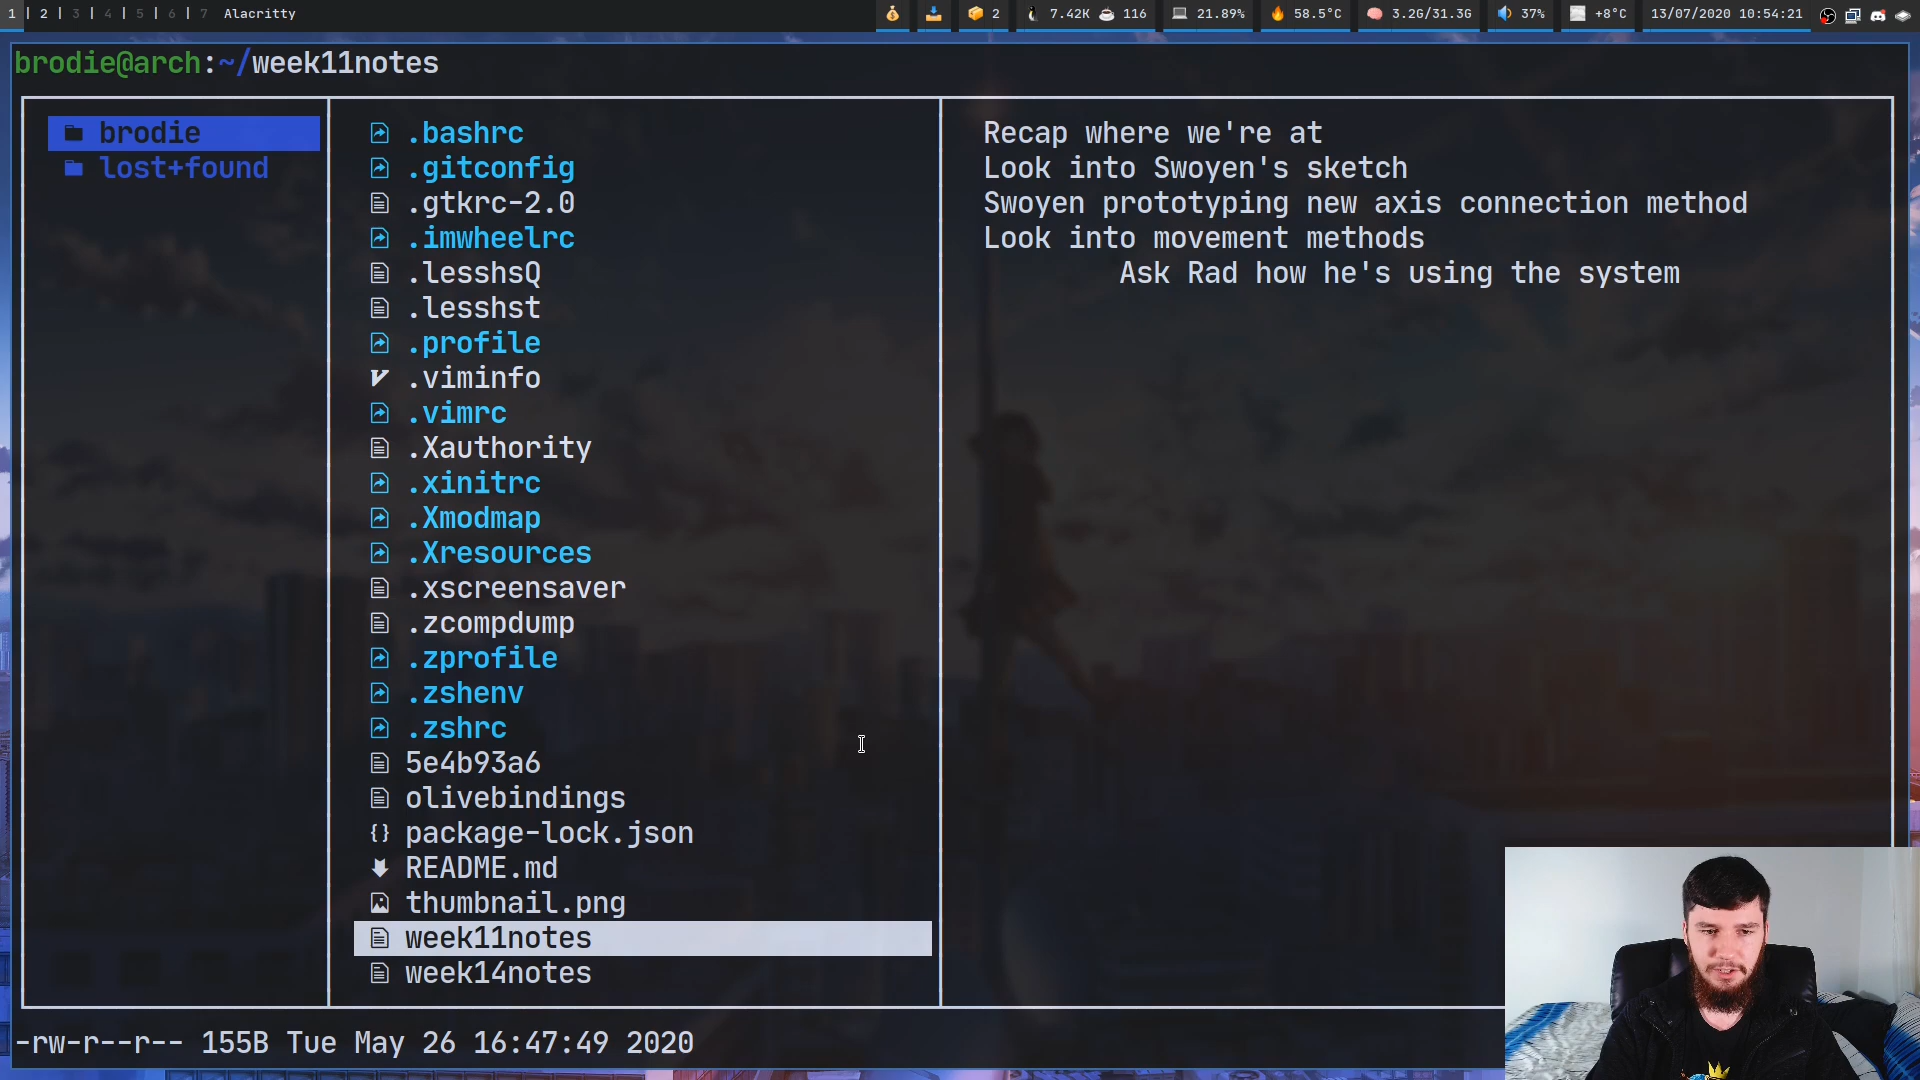 1 | 2 | 3 | 4 | 5 | 6 | 7 Alacritty
2 7.42K 116 21.89% 58.5°C 3.2G/31.3G 37% +8°C 13/07/2020 10:54:21
brodie@arch:~/week11notes
brodie
lost+found
.bashrc
.gitconfig
.gtkrc-2.0
.imwheelrc
.lesshsQ
.lesshst
.profile
.viminfo
.vimrc
.Xauthority
.xinitrc
.Xmodmap
.Xresources
.xscreensaver
.zcompdump
.zprofile
.zshenv
.zshrc
5e4b93a6
olivebindings
package-lock.json
README.md
thumbnail.png
week11notes
week14notes
Recap where we're at
Look into Swoyen's sketch
Swoyen prototyping new axis connection method
Look into movement methods
Ask Rad how he's using the system
-rw-r--r-- 155B Tue May 26 16:47:49 2020